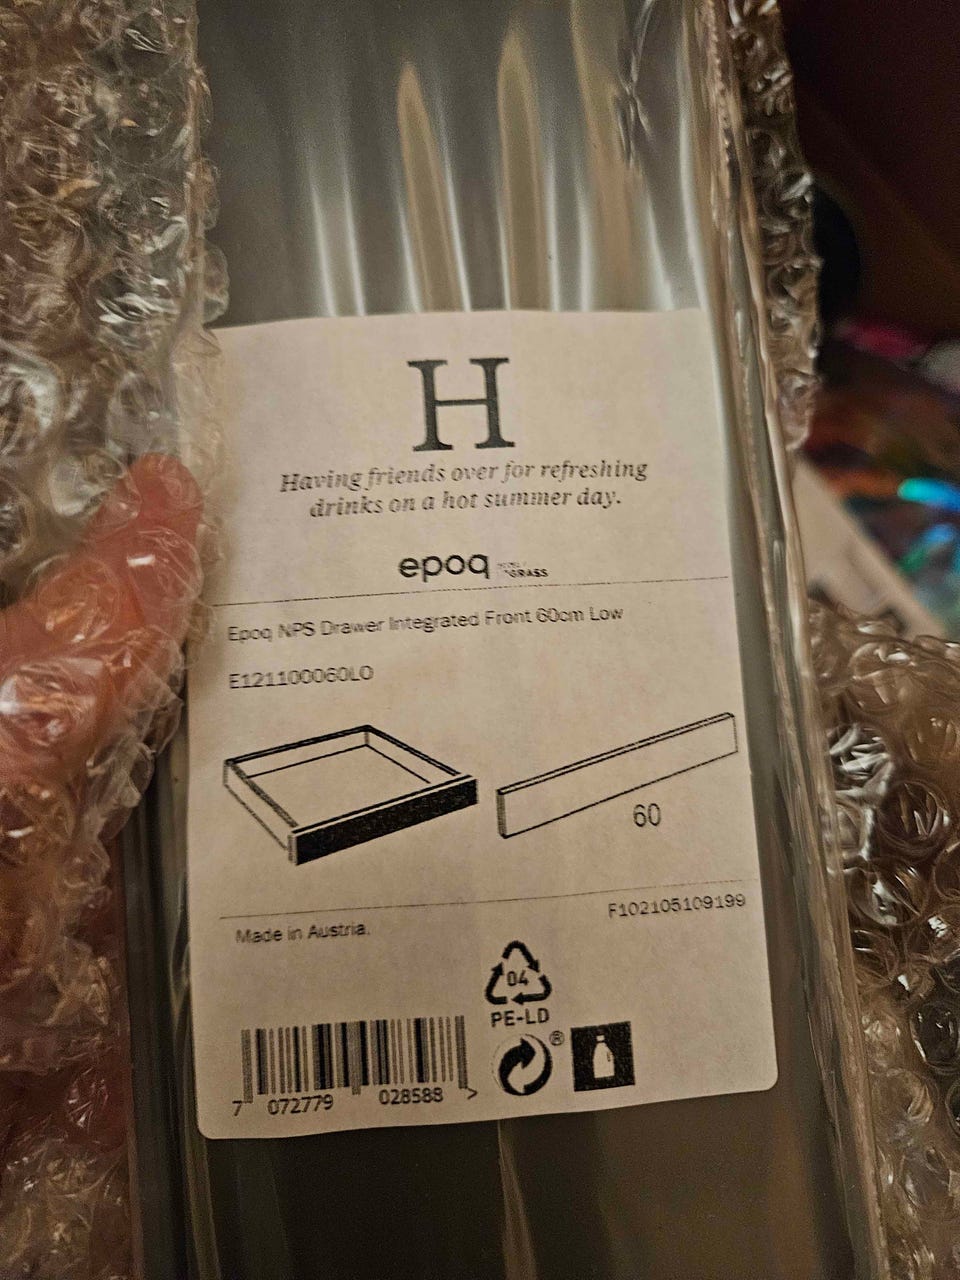 H
Having friends over for refreshing
drinks on a hot summer day.
epoq GRASS
Epoq NPS Drawer Integrated Front 60cm Low
E121100060LO
60
F102105109199
Made in Austria.
04
PE-LD
®
7 072779 028588 >